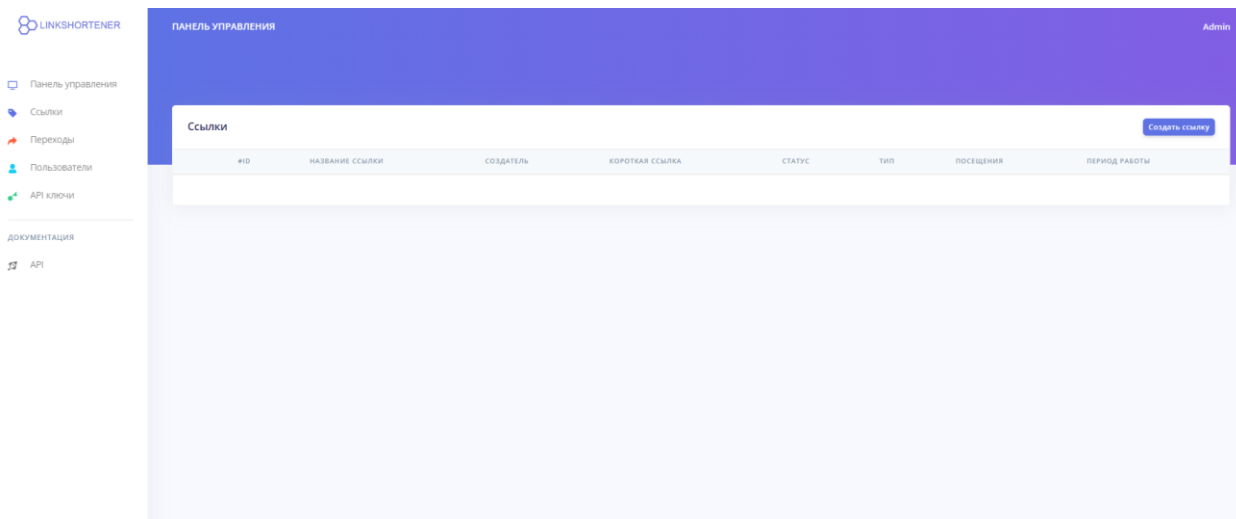 LINKSHORTENER
ПАНЕЛЬ УПРАВЛЕНИЯ
Admin
Панель управления
Ссылки
Переходы
Пользователи
API ключи
ДОКУМЕНТАЦИЯ
API
Ссылки
Создать ссылку
#ID НАЗВАНИЕ ССЫЛКИ СОЗДАТЕЛЬ КОРОТКАЯ ССЫЛКА СТАТУС ТИП ПОСЕЩЕНИЯ ПЕРИОД РАБОТЫ